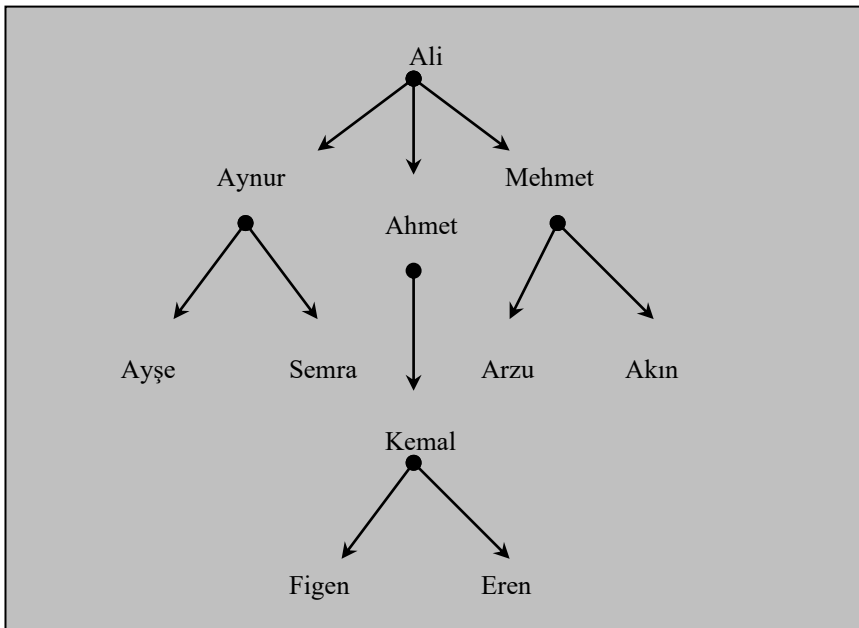 Ali
Aynur
Mehmet
Ahmet
Ayşe
Semra
Arzu
Akın
Kemal
Figen
Eren